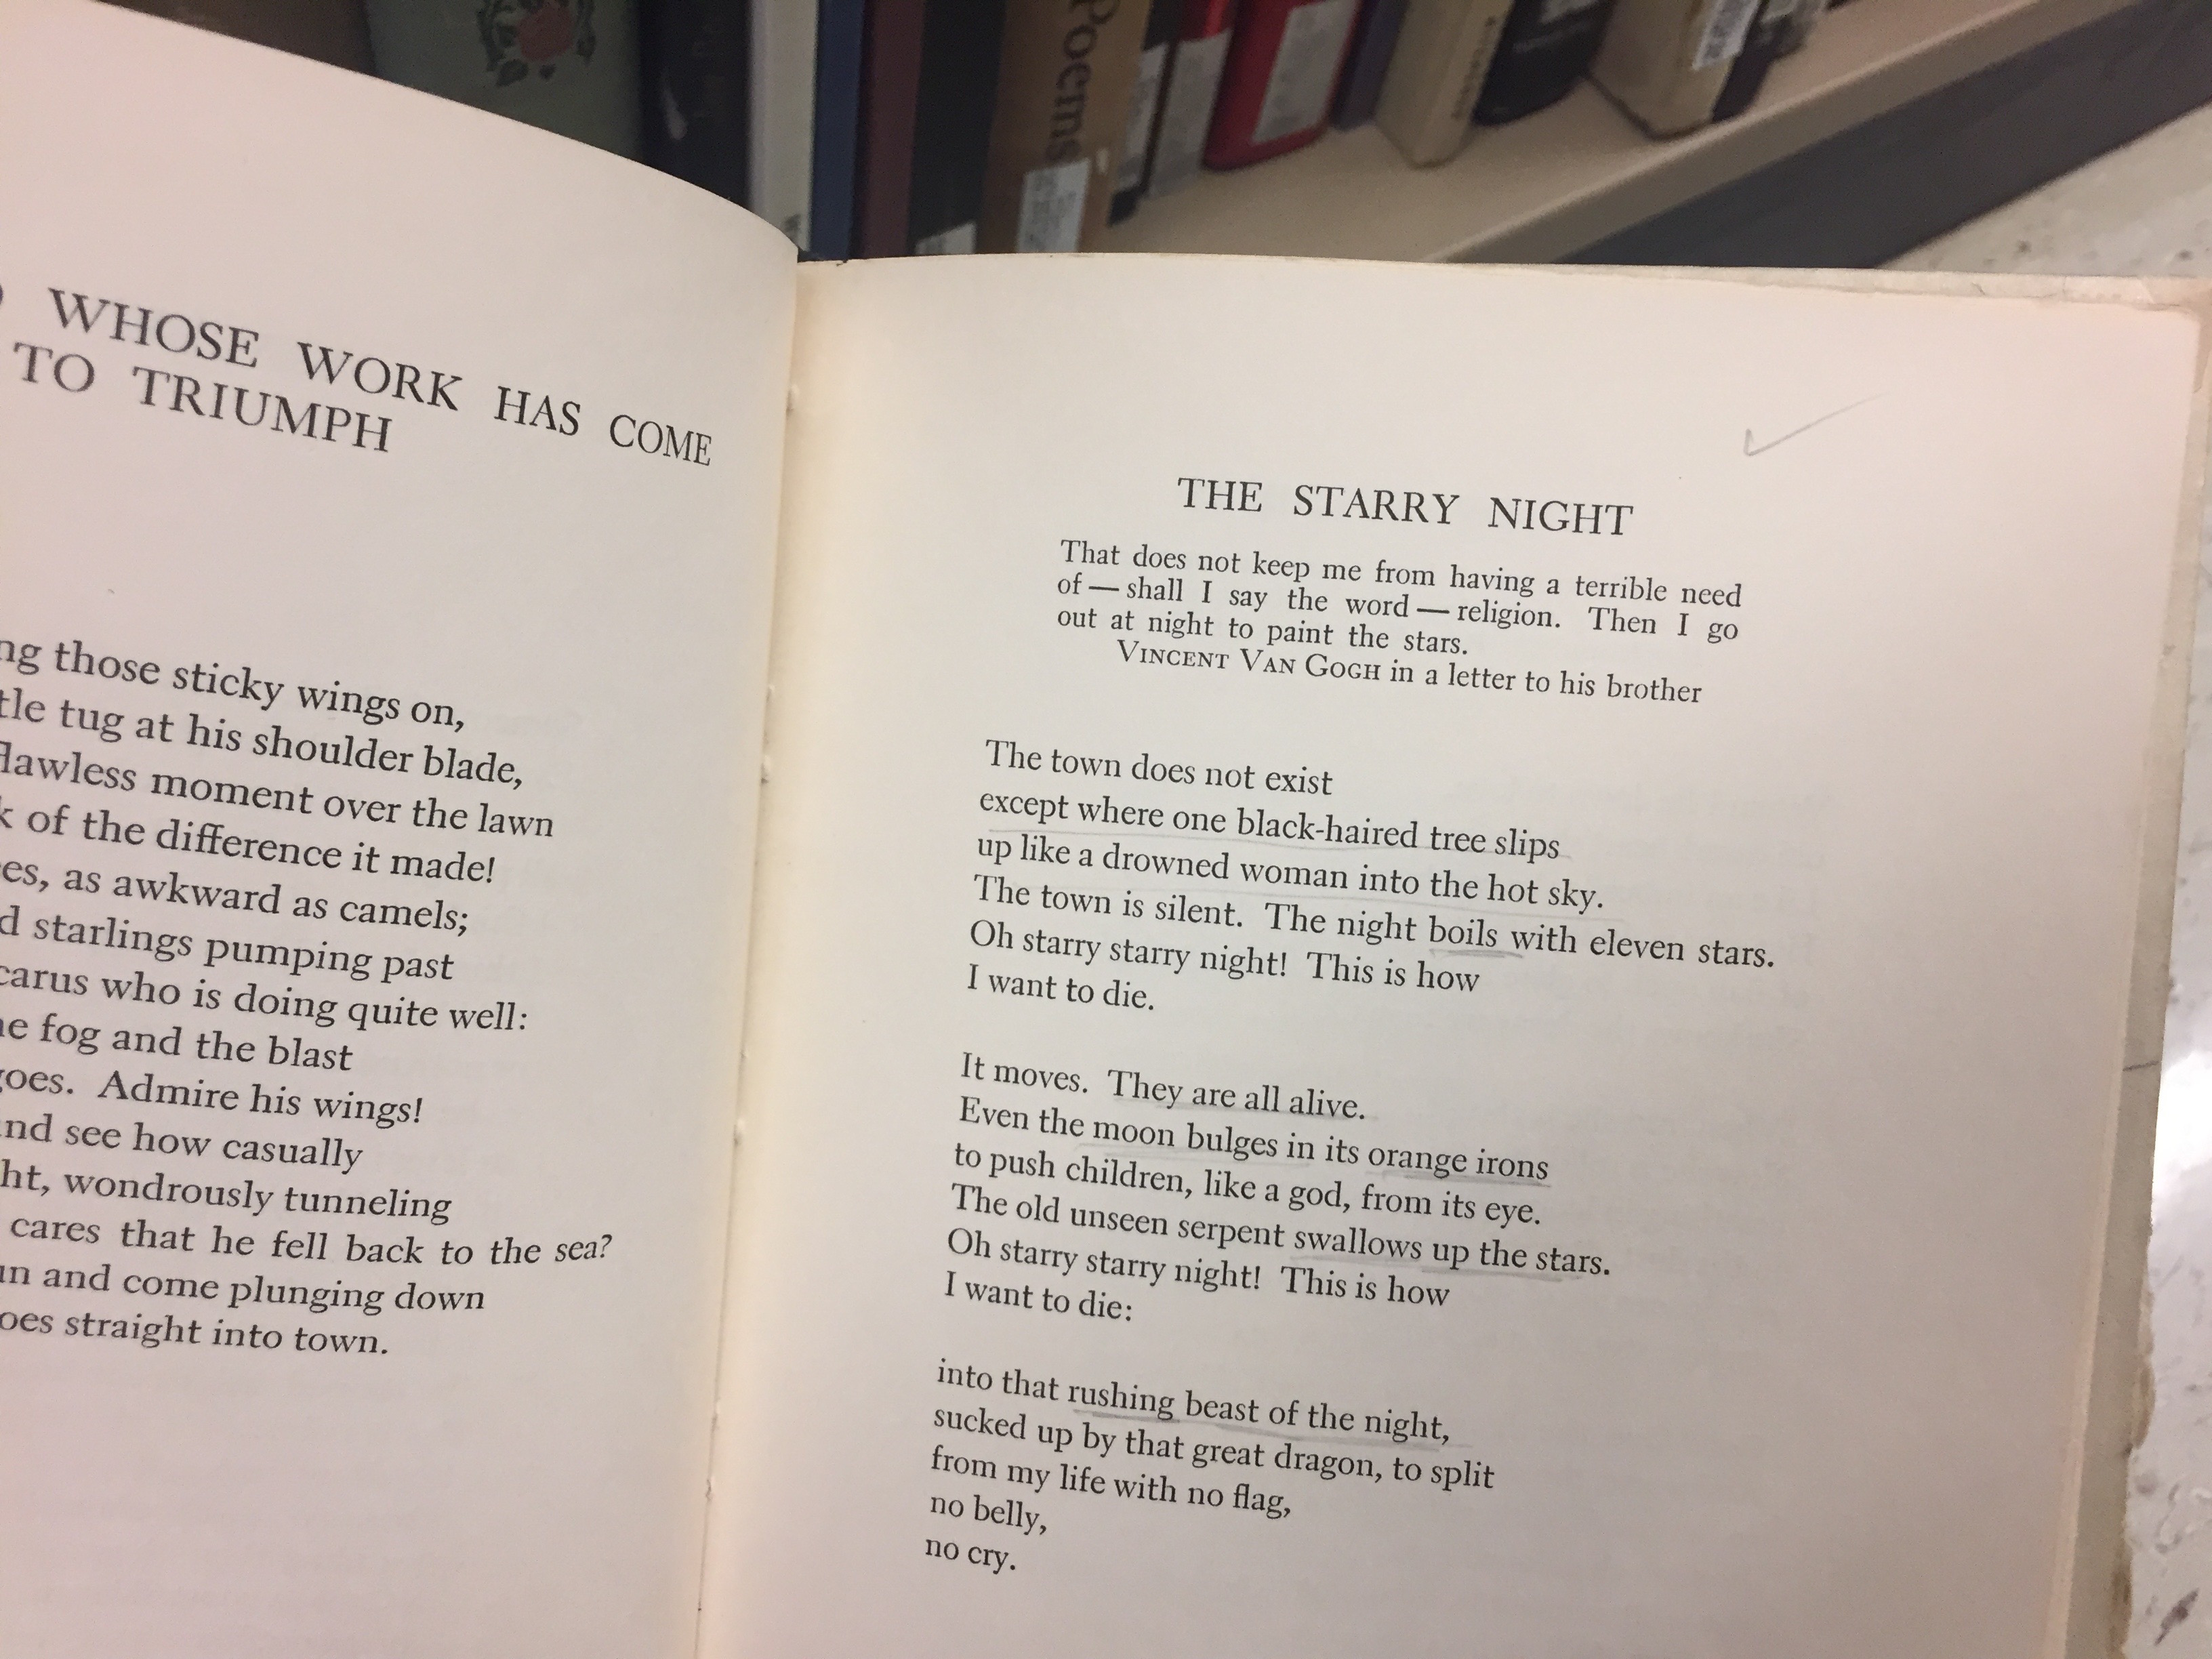 Poems
WHOSE WORK HAS COME
TO TRIUMPH
those sticky wings on,
tug at his shoulder blade,
moment over the lawn
of the difference it made!
as awkward as camels;
starlings pumping past
who is doing quite well:
fog and the blast
Admire his wings!
see how casually
wondrously tunneling
cares that he fell back to the sea?
and come plunging down
straight into town.
THE STARRY NIGHT
That does not keep me from having a terrible need
of — shall I say the word — religion. Then I go
out at night to paint the stars.
VINCENT VAN GOGH in a letter to his brother
The town does not exist
except where one black-haired tree slips
up like a drowned woman into the hot sky.
The town is silent. The night boils with eleven stars.
Oh starry starry night! This is how
I want to die.
It moves. They are all alive.
Even the moon bulges in its orange irons
to push children, like a god, from its eye.
The old unseen serpent swallows up the stars.
Oh starry starry night! This is how
I want to die:
into that rushing beast of the night,
sucked up by that great dragon, to split
from my life with no flag,
no belly,
no cry.